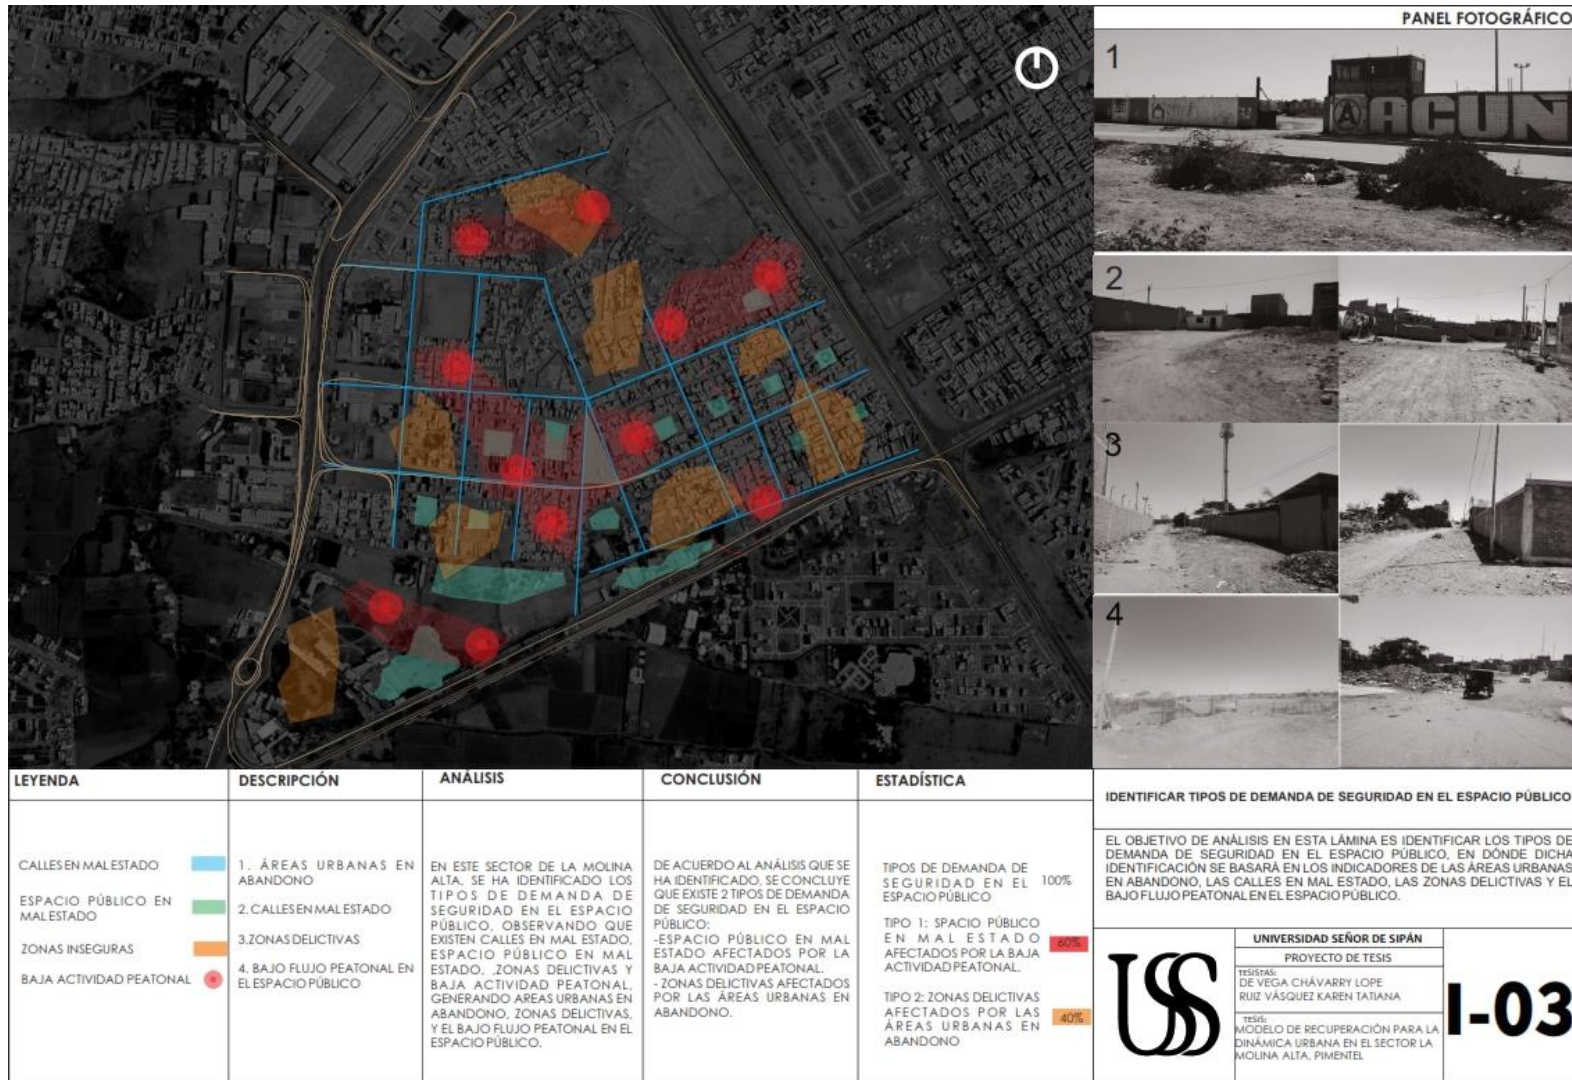 PANEL FOTOGRÁFICO
1
ACUN
2
3
4
LEYENDA
CALLES EN MAL ESTADO
ESPACIO PÚBLICO EN
MAL ESTADO
ZONAS INSEGURAS
BAJA ACTIVIDAD PEATONAL
DESCRIPCIÓN
1. ÁREAS URBANAS EN
ABANDONO
2. CALLES EN MAL ESTADO
3.ZONAS DELICTIVAS
4. BAJO FLUJO PEATONAL EN
EL ESPACIO PÚBLICO
ANÁLISIS
EN ESTE SECTOR DE LA MOLINA
ALTA, SE HA IDENTIFICADO LOS
TIPOS DE DEMANDA DE
SEGURIDAD EN EL ESPACIO
PÚBLICO, OBSERVANDO QUE
EXISTEN CALLES EN MAL ESTADO,
ESPACIO PÚBLICO EN MAL
ESTADO, ,ZONAS DELICTIVAS Y
BAJA ACTIVIDAD PEATONAL,
GENERANDO AREAS URBANAS EN
ABANDONO, ZONAS DELICTIVAS,
Y EL BAJO FLUJO PEATONAL EN EL
ESPACIO PÚBLICO.
CONCLUSIÓN
DE ACUERDO AL ANÁLISIS QUE SE
HA IDENTIFICADO, SE CONCLUYE
QUE EXISTE 2 TIPOS DE DEMANDA
DE SEGURIDAD EN EL ESPACIO
PÚBLICO:
-ESPACIO PÚBLICO EN MAL
ESTADO AFECTADOS POR LA
BAJA ACTIVIDAD PEATONAL.
- ZONAS DELICTIVAS AFECTADOS
POR LAS ÁREAS URBANAS EN
ABANDONO.
ESTADÍSTICA
TIPOS DE DEMANDA DE
SEGURIDAD EN EL 100%
ESPACIO PÚBLICO
TIPO 1: SPACIO PÚBLICO
EN MAL ESTADO 60%
AFECTADOS POR LA BAJA
ACTIVIDAD PEATONAL.
TIPO 2: ZONAS DELICTIVAS
AFECTADOS POR LAS 40%
ÁREAS URBANAS EN
ABANDONO
IDENTIFICAR TIPOS DE DEMANDA DE SEGURIDAD EN EL ESPACIO PÚBLICO
EL OBJETIVO DE ANÁLISIS EN ESTA LÁMINA ES IDENTIFICAR LOS TIPOS DE
DEMANDA DE SEGURIDAD EN EL ESPACIO PÚBLICO, EN DÓNDE DICHA
IDENTIFICACIÓN SE BASARÁ EN LOS INDICADORES DE LAS ÁREAS URBANAS
EN ABANDONO, LAS CALLES EN MAL ESTADO, LAS ZONAS DELICTIVAS Y EL
BAJO FLUJO PEATONAL EN EL ESPACIO PÚBLICO.
USS
UNIVERSIDAD SEÑOR DE SIPÁN
PROYECTO DE TESIS
TESISTAS:
DE VEGA CHÁVARRY LOPE
RUIZ VÁSQUEZ KAREN TATIANA
TESIS:
MODELO DE RECUPERACIÓN PARA LA
DINÁMICA URBANA EN EL SECTOR LA
MOLINA ALTA, PIMENTEL
I-03